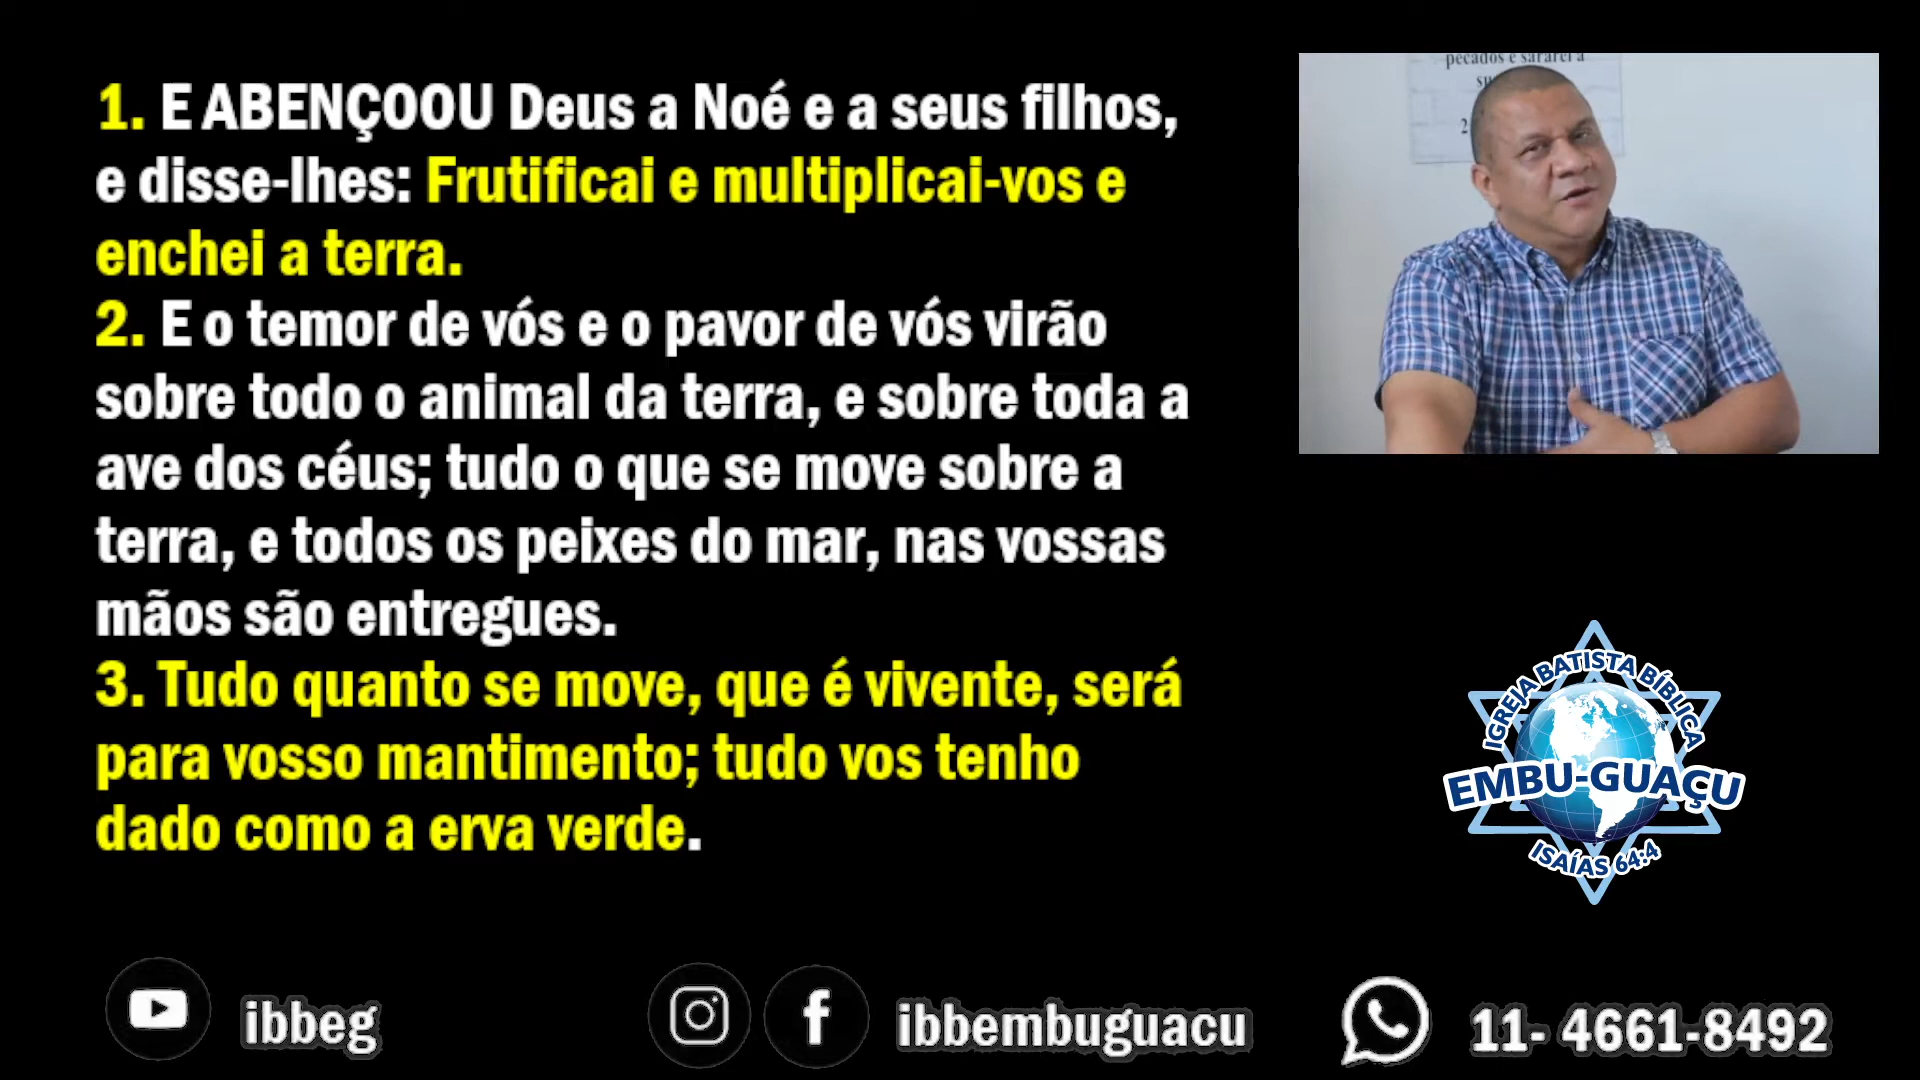 1. E ABENÇOOU Deus a Noé e a seus filhos,
e disse-lhes: Frutificai e multiplicai-vos e
enchei a terra.
2. E o temor de vós e o pavor de vós virão
sobre todo o animal da terra, e sobre toda a
ave dos céus; tudo o que se move sobre a
terra, e todos os peixes do mar, nas vossas
mãos são entregues.
3. Tudo quanto se move, que é vivente, será
para vosso mantimento; tudo vos tenho
dado como a erva verde.
pecados e sararei a
IGREJA BATISTA BÍBLICA
EMBU-GUAÇU
ISAÍAS 64:4
ibbeg
ibbembuguacu
11- 4661-8492